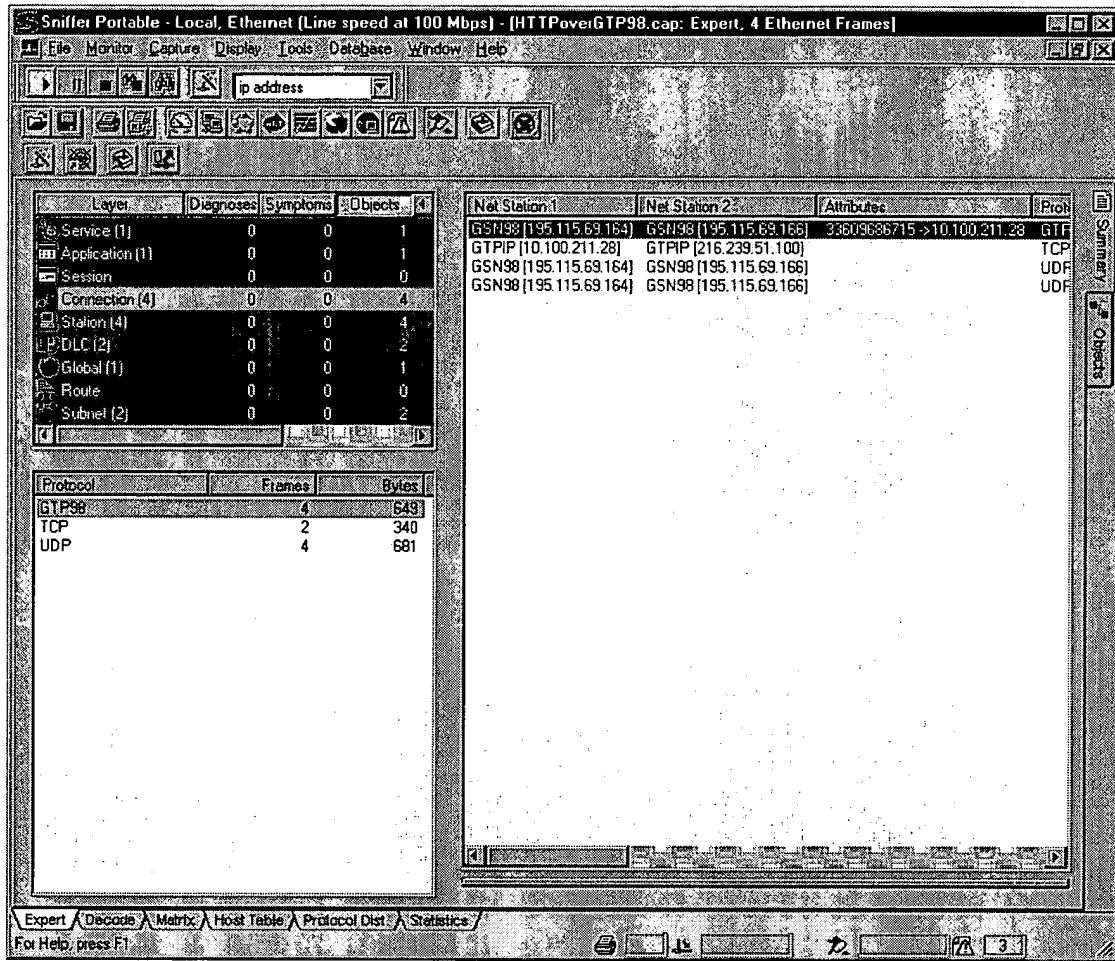 Sniffer Portable - Local, Ethernet (Line speed at 100 Mbps) - [HTTPoverGTP98.cap: Expert, 4 Ethernet Frames]
File Monitor Capture Display Tools Database Window Help
ip address
Layer Diagnoses Symptoms Objects
Service (1) 0 0 1
Application (1) 0 0 1
Session 0 0 0
Connection (4) 0 0 4
Station (4) 0 0 4
DLC (2) 0 0 2
Global (1) 0 0 1
Route 0 0 0
Subnet (2) 0 0 2
Protocol Frames Bytes
GTP98 4 649
TCP 2 340
UDP 4 681
Net Station 1 Net Station 2 Attributes Prot
GSN98 [195.115.69.164] GSN98 [195.115.69.166] 33609686715 ->10.100.211.28 GTP
GTPIP [10.100.211.28] GTPIP [216.239.51.100] TCP
GSN98 [195.115.69.164] GSN98 [195.115.69.166] UDP
GSN98 [195.115.69.164] GSN98 [195.115.69.166] UDP
Summary
Objects
Expert Decode Matrix Host Table Protocol Dist. Statistics
For Help, press F1
3